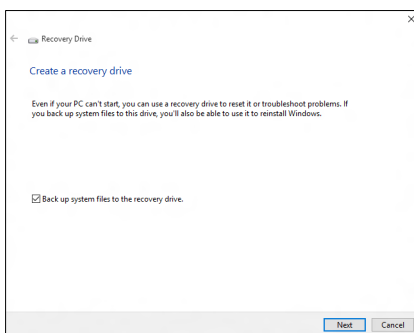 Recovery Drive
Create a recovery drive
Even if your PC can't start, you can use a recovery drive to reset it or troubleshoot problems. If
you back up system files to this drive, you'll also be able to use it to reinstall Windows.
Back up system files to the recovery drive.
Next Cancel